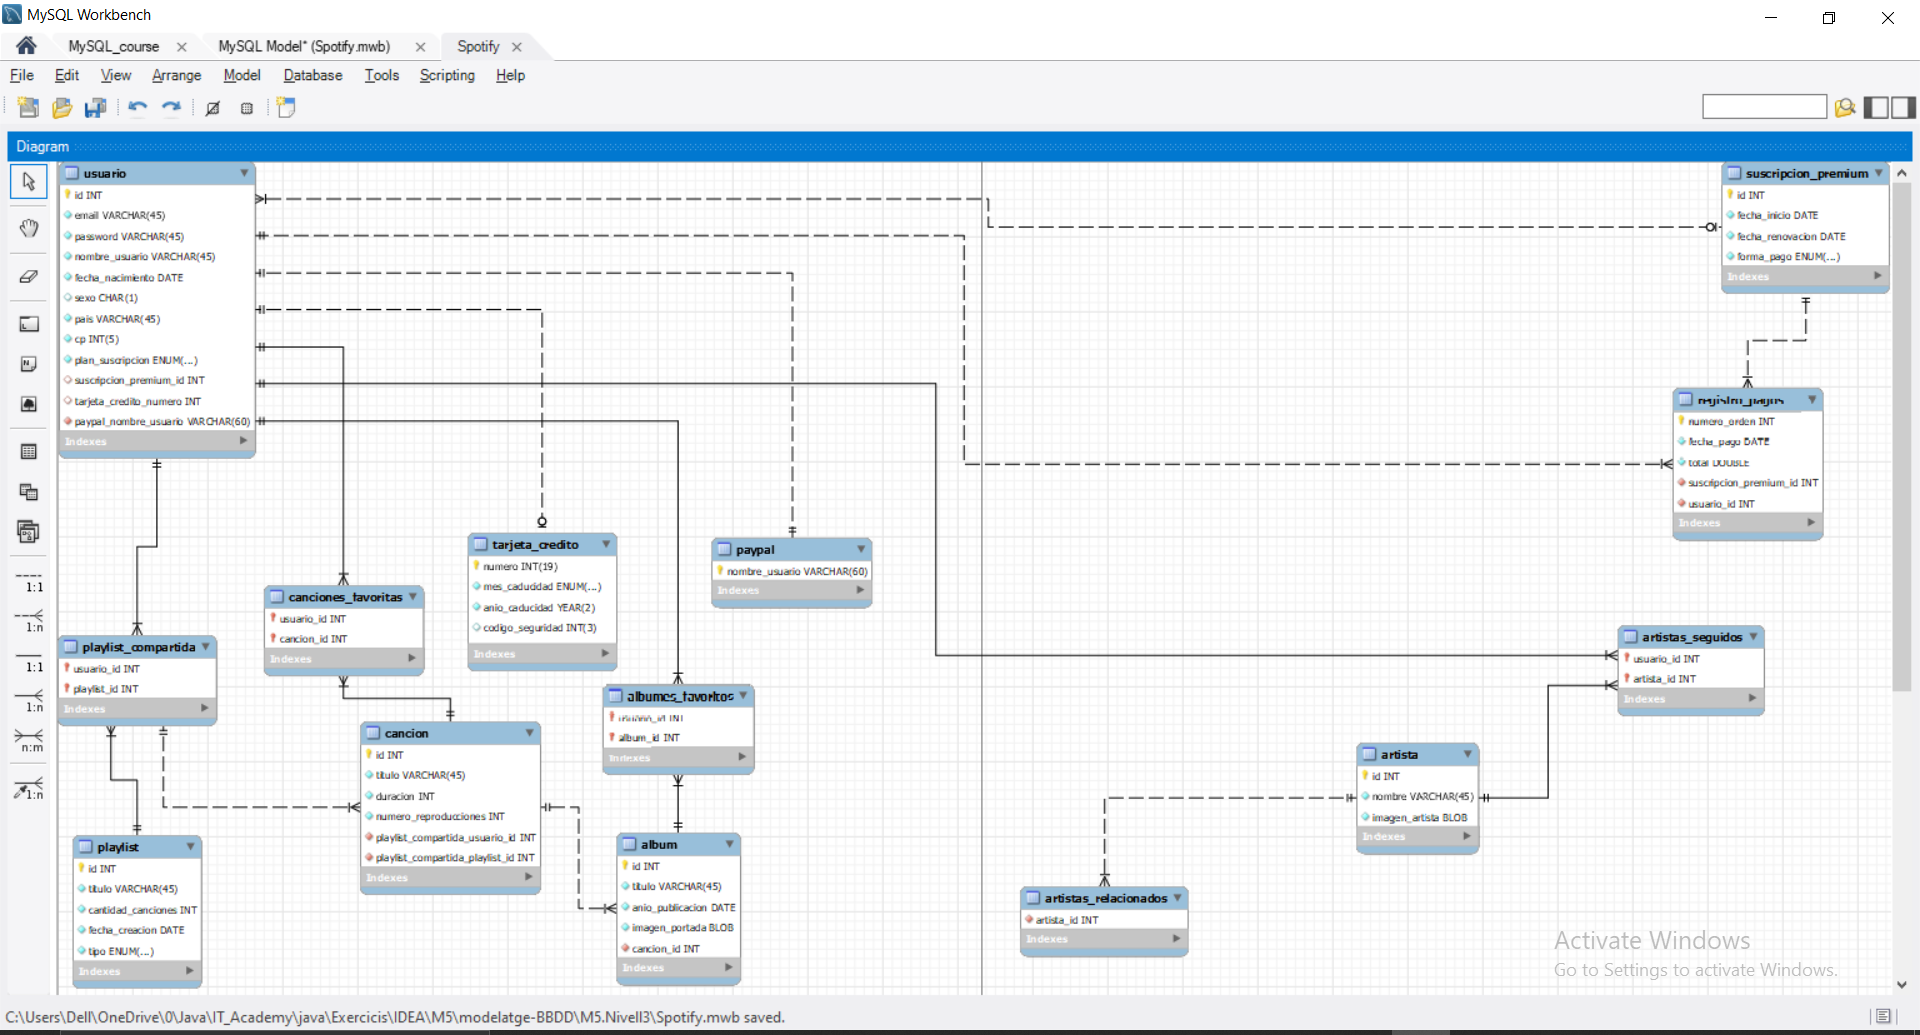 MySQL Workbench
MySQL_course
MySQL Model* (Spotify.mwb)
Spotify
File Edit View Arrange Model Database Tools Scripting Help
Diagram
usuario
id INT
email VARCHAR(45)
password VARCHAR(45)
nombre_usuario VARCHAR(45)
fecha_nacimiento DATE
sexo CHAR(1)
pais VARCHAR(45)
cp INT(5)
plan_suscripcion ENUM(...)
suscripcion_premium_id INT
tarjeta_credito_numero INT
paypal_nombre_usuario VARCHAR(60)
Indexes
suscripcion_premium
id INT
fecha_inicio DATE
fecha_renovacion DATE
forma_pago ENUM(...)
Indexes
registro_pagos
numero_orden INT
fecha_pago DATE
total DOUBLE
suscripcion_premium_id INT
usuario_id INT
Indexes
tarjeta_credito
numero INT(19)
mes_caducidad ENUM(...)
anio_caducidad YEAR(2)
codigo_seguridad INT(3)
Indexes
paypal
nombre_usuario VARCHAR(60)
Indexes
canciones_favoritas
usuario_id INT
cancion_id INT
Indexes
playlist_compartida
usuario_id INT
playlist_id INT
Indexes
albumes_favoritos
usuario_id INT
album_id INT
Indexes
artistas_seguidos
usuario_id INT
artista_id INT
Indexes
cancion
id INT
titulo VARCHAR(45)
duracion INT
numero_reproducciones INT
playlist_compartida_usuario_id INT
playlist_compartida_playlist_id INT
Indexes
artista
id INT
nombre VARCHAR(45)
imagen_artista BLOB
Indexes
playlist
id INT
titulo VARCHAR(45)
cantidad_canciones INT
fecha_creacion DATE
tipo ENUM(...)
Indexes
album
id INT
titulo VARCHAR(45)
anio_publicacion DATE
imagen_portada BLOB
cancion_id INT
Indexes
artistas_relacionados
artista_id INT
Indexes
1:1
1:n
1:1
1:n
n:m
1:n
Activate Windows
Go to Settings to activate Windows.
C:\Users\Dell\OneDrive\0\Java\IT_Academy\java\Exercicis\IDEA\M5\modelatge-BBDD\M5.Nivell3\Spotify.mwb saved.